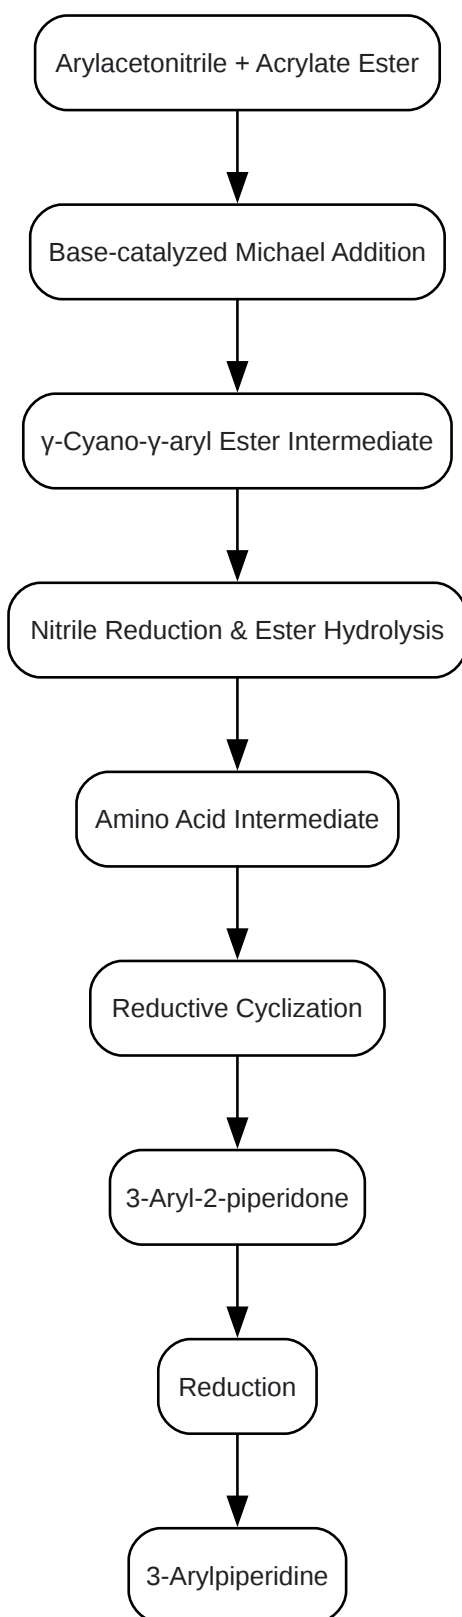 Arylacetonitrile + Acrylate Ester
Base-catalyzed Michael Addition
γ-Cyano-γ-aryl Ester Intermediate
Nitrile Reduction & Ester Hydrolysis
Amino Acid Intermediate
Reductive Cyclization
3-Aryl-2-piperidone
Reduction
3-Arylpiperidine